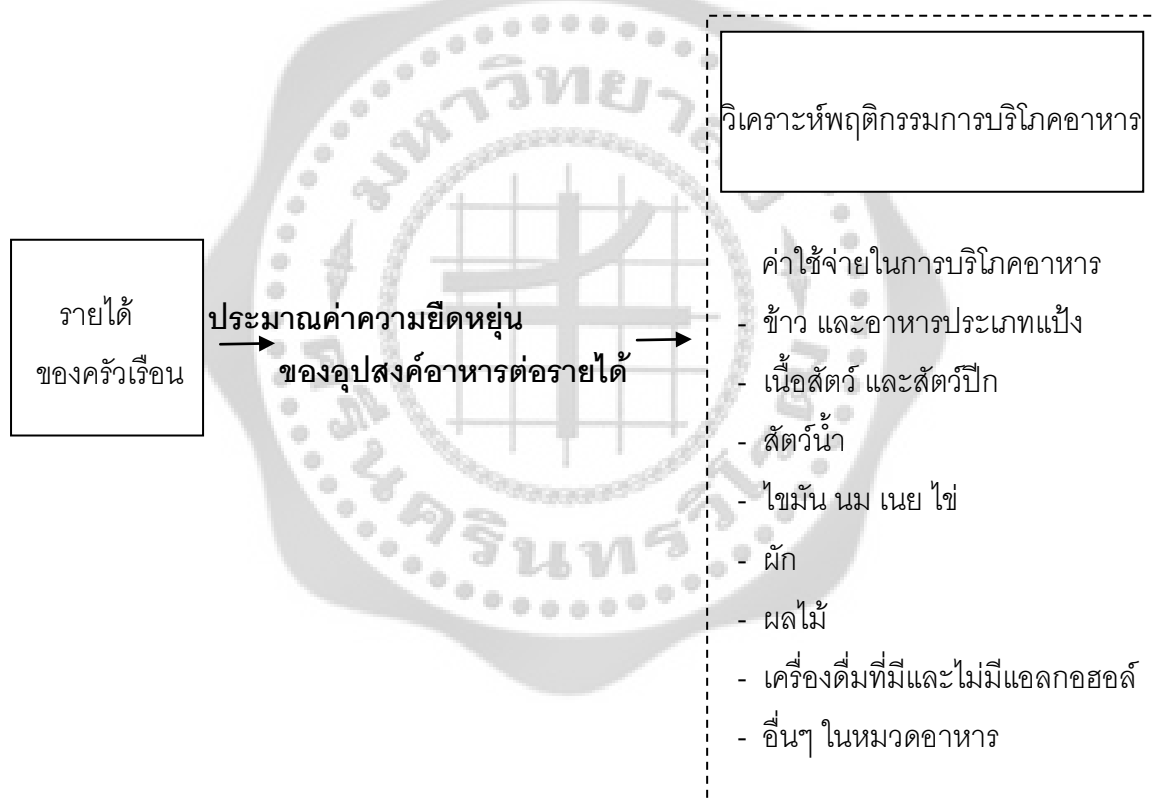 วิเคราะห์พฤติกรรมการบริโภคอาหาร
รายได้
ของครัวเรือน
ประมาณค่าความยืดหยุ่น
ของอุปสงค์อาหารต่อรายได้
ค่าใช้จ่ายในการบริโภคอาหาร
- ข้าว และอาหารประเภทแป้ง
- เนื้อสัตว์ และสัตว์ปีก
- สัตว์น้ำ
- ไขมัน นม เนย ไข่
- ผัก
- ผลไม้
- เครื่องดื่มที่มีและไม่มีแอลกอฮอล์
- อื่นๆ ในหมวดอาหาร